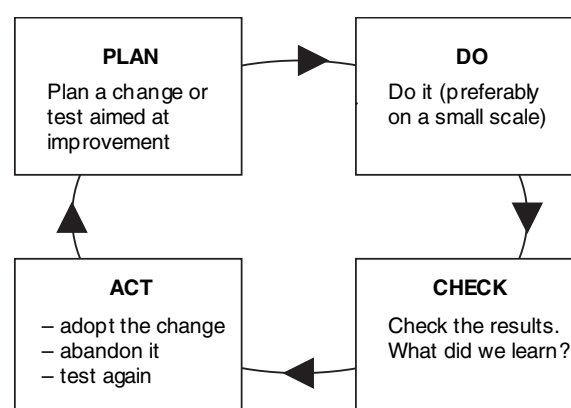 PLAN
Plan a change or
test aimed at
improvement
DO
Do it (preferably
on a small scale)
ACT
– adopt the change
– abandon it
– test again
CHECK
Check the results.
What did we learn?